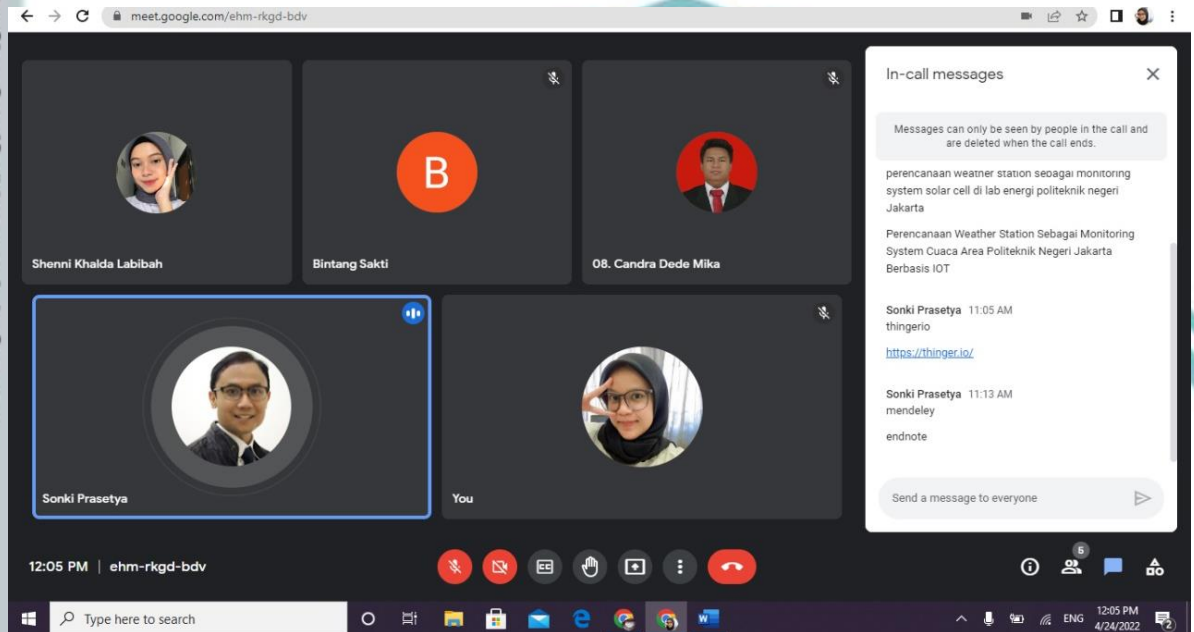 meet.google.com/ehm-rkgd-bdv
Shenni Khalda Labibah
B
Bintang Sakti
08. Candra Dede Mika
Sonki Prasetya
You
In-call messages
Messages can only be seen by people in the call and
are deleted when the call ends.
perencanaan weather station sebagai monitoring
system solar cell di lab energi politeknik negeri
Jakarta
Perencanaan Weather Station Sebagai Monitoring
System Cuaca Area Politeknik Negeri Jakarta
Berbasis IOT
Sonki Prasetya 11:05 AM
thingerio
https://thinger.io/
Sonki Prasetya 11:13 AM
mendeley
endnote
Send a message to everyone
12:05 PM | ehm-rkgd-bdv
CC
5
Type here to search
W
ENG
12:05 PM
4/24/2022
2